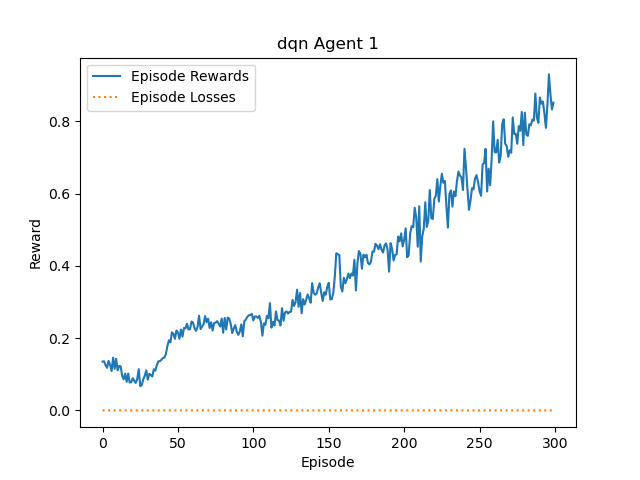 dqn Agent 1
Episode Rewards
Episode Losses
Reward
0.8
0.6
0.4
0.2
0.0
0 50 100 150 200 250 300
Episode